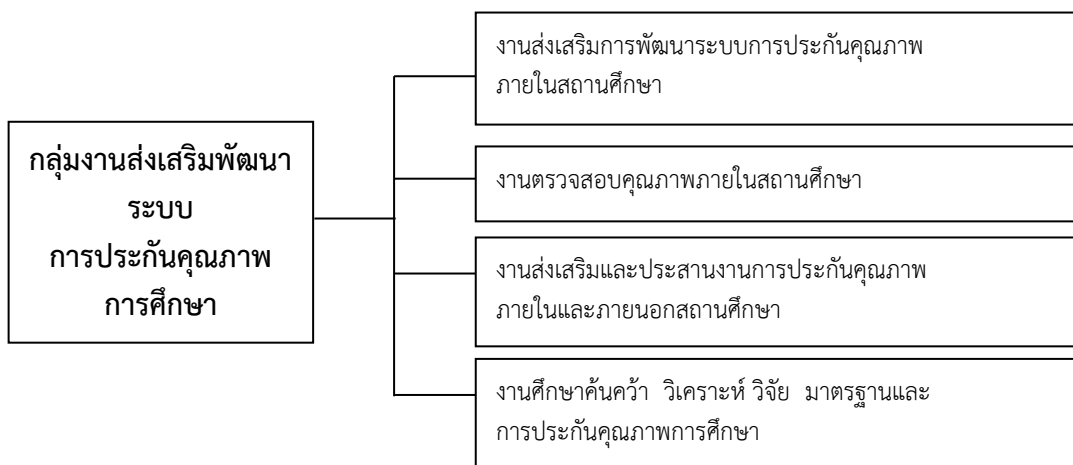 กลุ่มงานส่งเสริมพัฒนา
ระบบ
การประกันคุณภาพ
การศึกษา
งานส่งเสริมการพัฒนาระบบการประกันคุณภาพ
ภายในสถานศึกษา
งานตรวจสอบคุณภาพภายในสถานศึกษา
งานส่งเสริมและประสานงานการประกันคุณภาพ
ภายในและภายนอกสถานศึกษา
งานศึกษาค้นคว้า วิเคราะห์ วิจัย มาตรฐานและ
การประกันคุณภาพการศึกษา